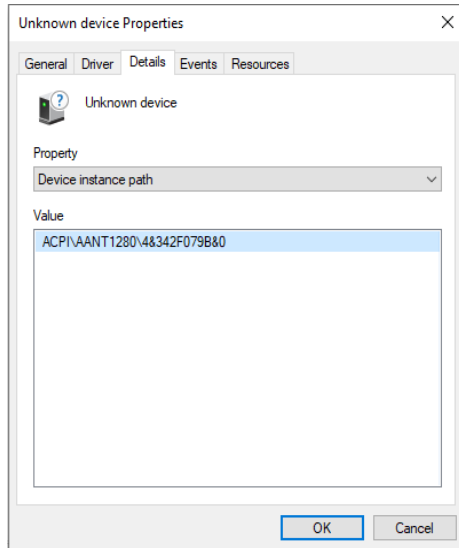 Unknown device Properties
General Driver Details Events Resources
Unknown device
Property
Device instance path
Value
ACPI\AANT1280\4&342F079B&0
OK Cancel